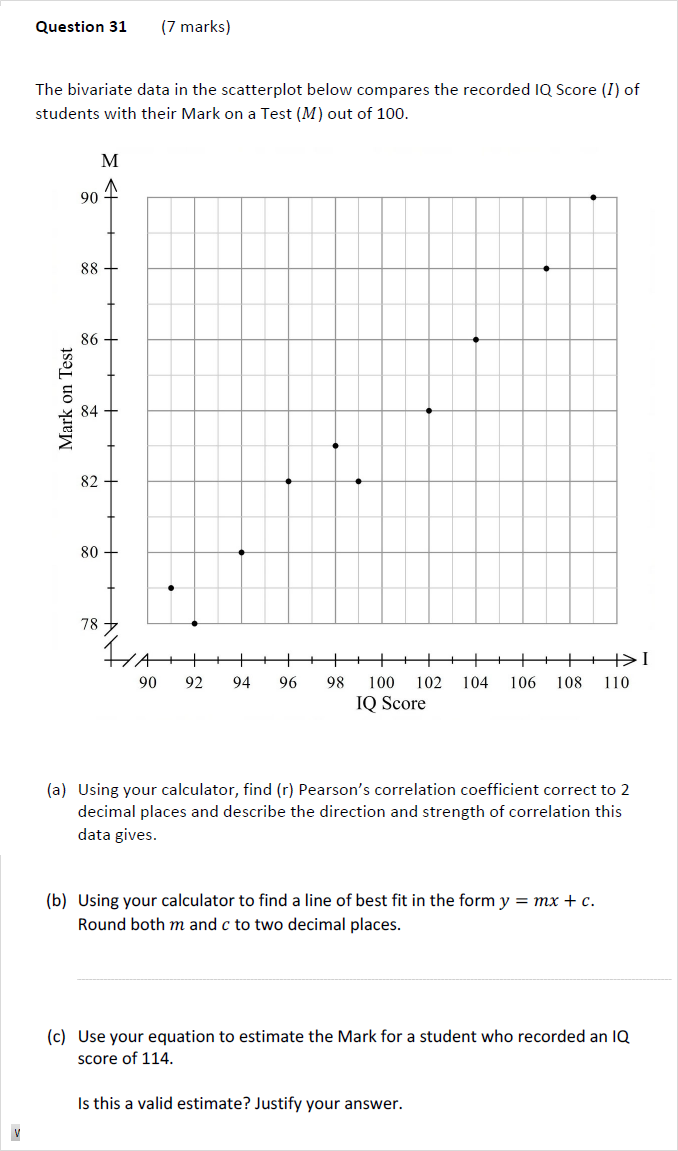 Question 31 (7 marks)
The bivariate data in the scatterplot below compares the recorded IQ Score (I) of
students with their Mark on a Test (M) out of 100.
M
90
88
86
84
82
80
78
Mark on Test
I
90 92 94 96 98 100 102 104 106 108 110
IQ Score
(a) Using your calculator, find (r) Pearson’s correlation coefficient correct to 2
decimal places and describe the direction and strength of correlation this
data gives.
(b) Using your calculator to find a line of best fit in the form y = mx + c.
Round both m and c to two decimal places.
(c) Use your equation to estimate the Mark for a student who recorded an IQ
score of 114.
Is this a valid estimate? Justify your answer.
v